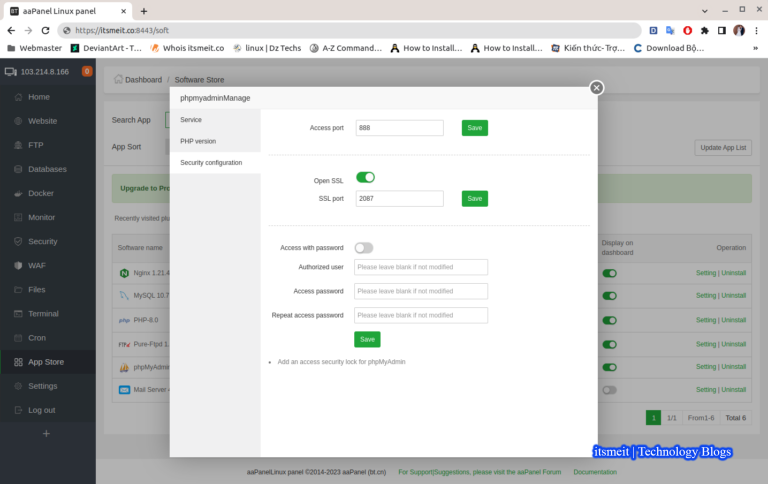 BT aaPanel Linux panel
https://itsmeit.co:8443/soft
Webmaster DeviantArt - T... Whois itsmeit.co linux | Dz Techs A-Z Command... How to Install... How to Install... Kiến thức- Trợ... Download Bộ... »
103.214.8.166 0
Dashboard / Software Store
Home
Website
FTP
Databases
Docker
Monitor
Security
WAF
Files
Terminal
Cron
App Store
Settings
Log out
Search App
App Sort
Update App List
Upgrade to Pro
Recently visited plu
Software name
Display on
dashboard
Operation
Nginx 1.21.4
Setting | Uninstall
MySQL 10.7
Setting | Uninstall
php PHP-8.0
Setting | Uninstall
Pure-Ftpd 1.
Setting | Uninstall
phpMyAdmin
Setting | Uninstall
Mail Server
Setting | Uninstall
1 1/1 From1-6 Total 6
phpmyadminManage
Service
PHP version
Security configuration
Access port 888 Save
Open SSL
SSL port 2087 Save
Access with password
Authorized user Please leave blank if not modified
Access password Please leave blank if not modified
Repeat access password Please leave blank if not modified
Save
Add an access security lock for phpMyAdmin
itsmeit | Technology Blogs
aaPanelLinux panel ©2014-2023 aaPanel (bt.cn) For Support|Suggestions, please visit the aaPanel Forum Documentation